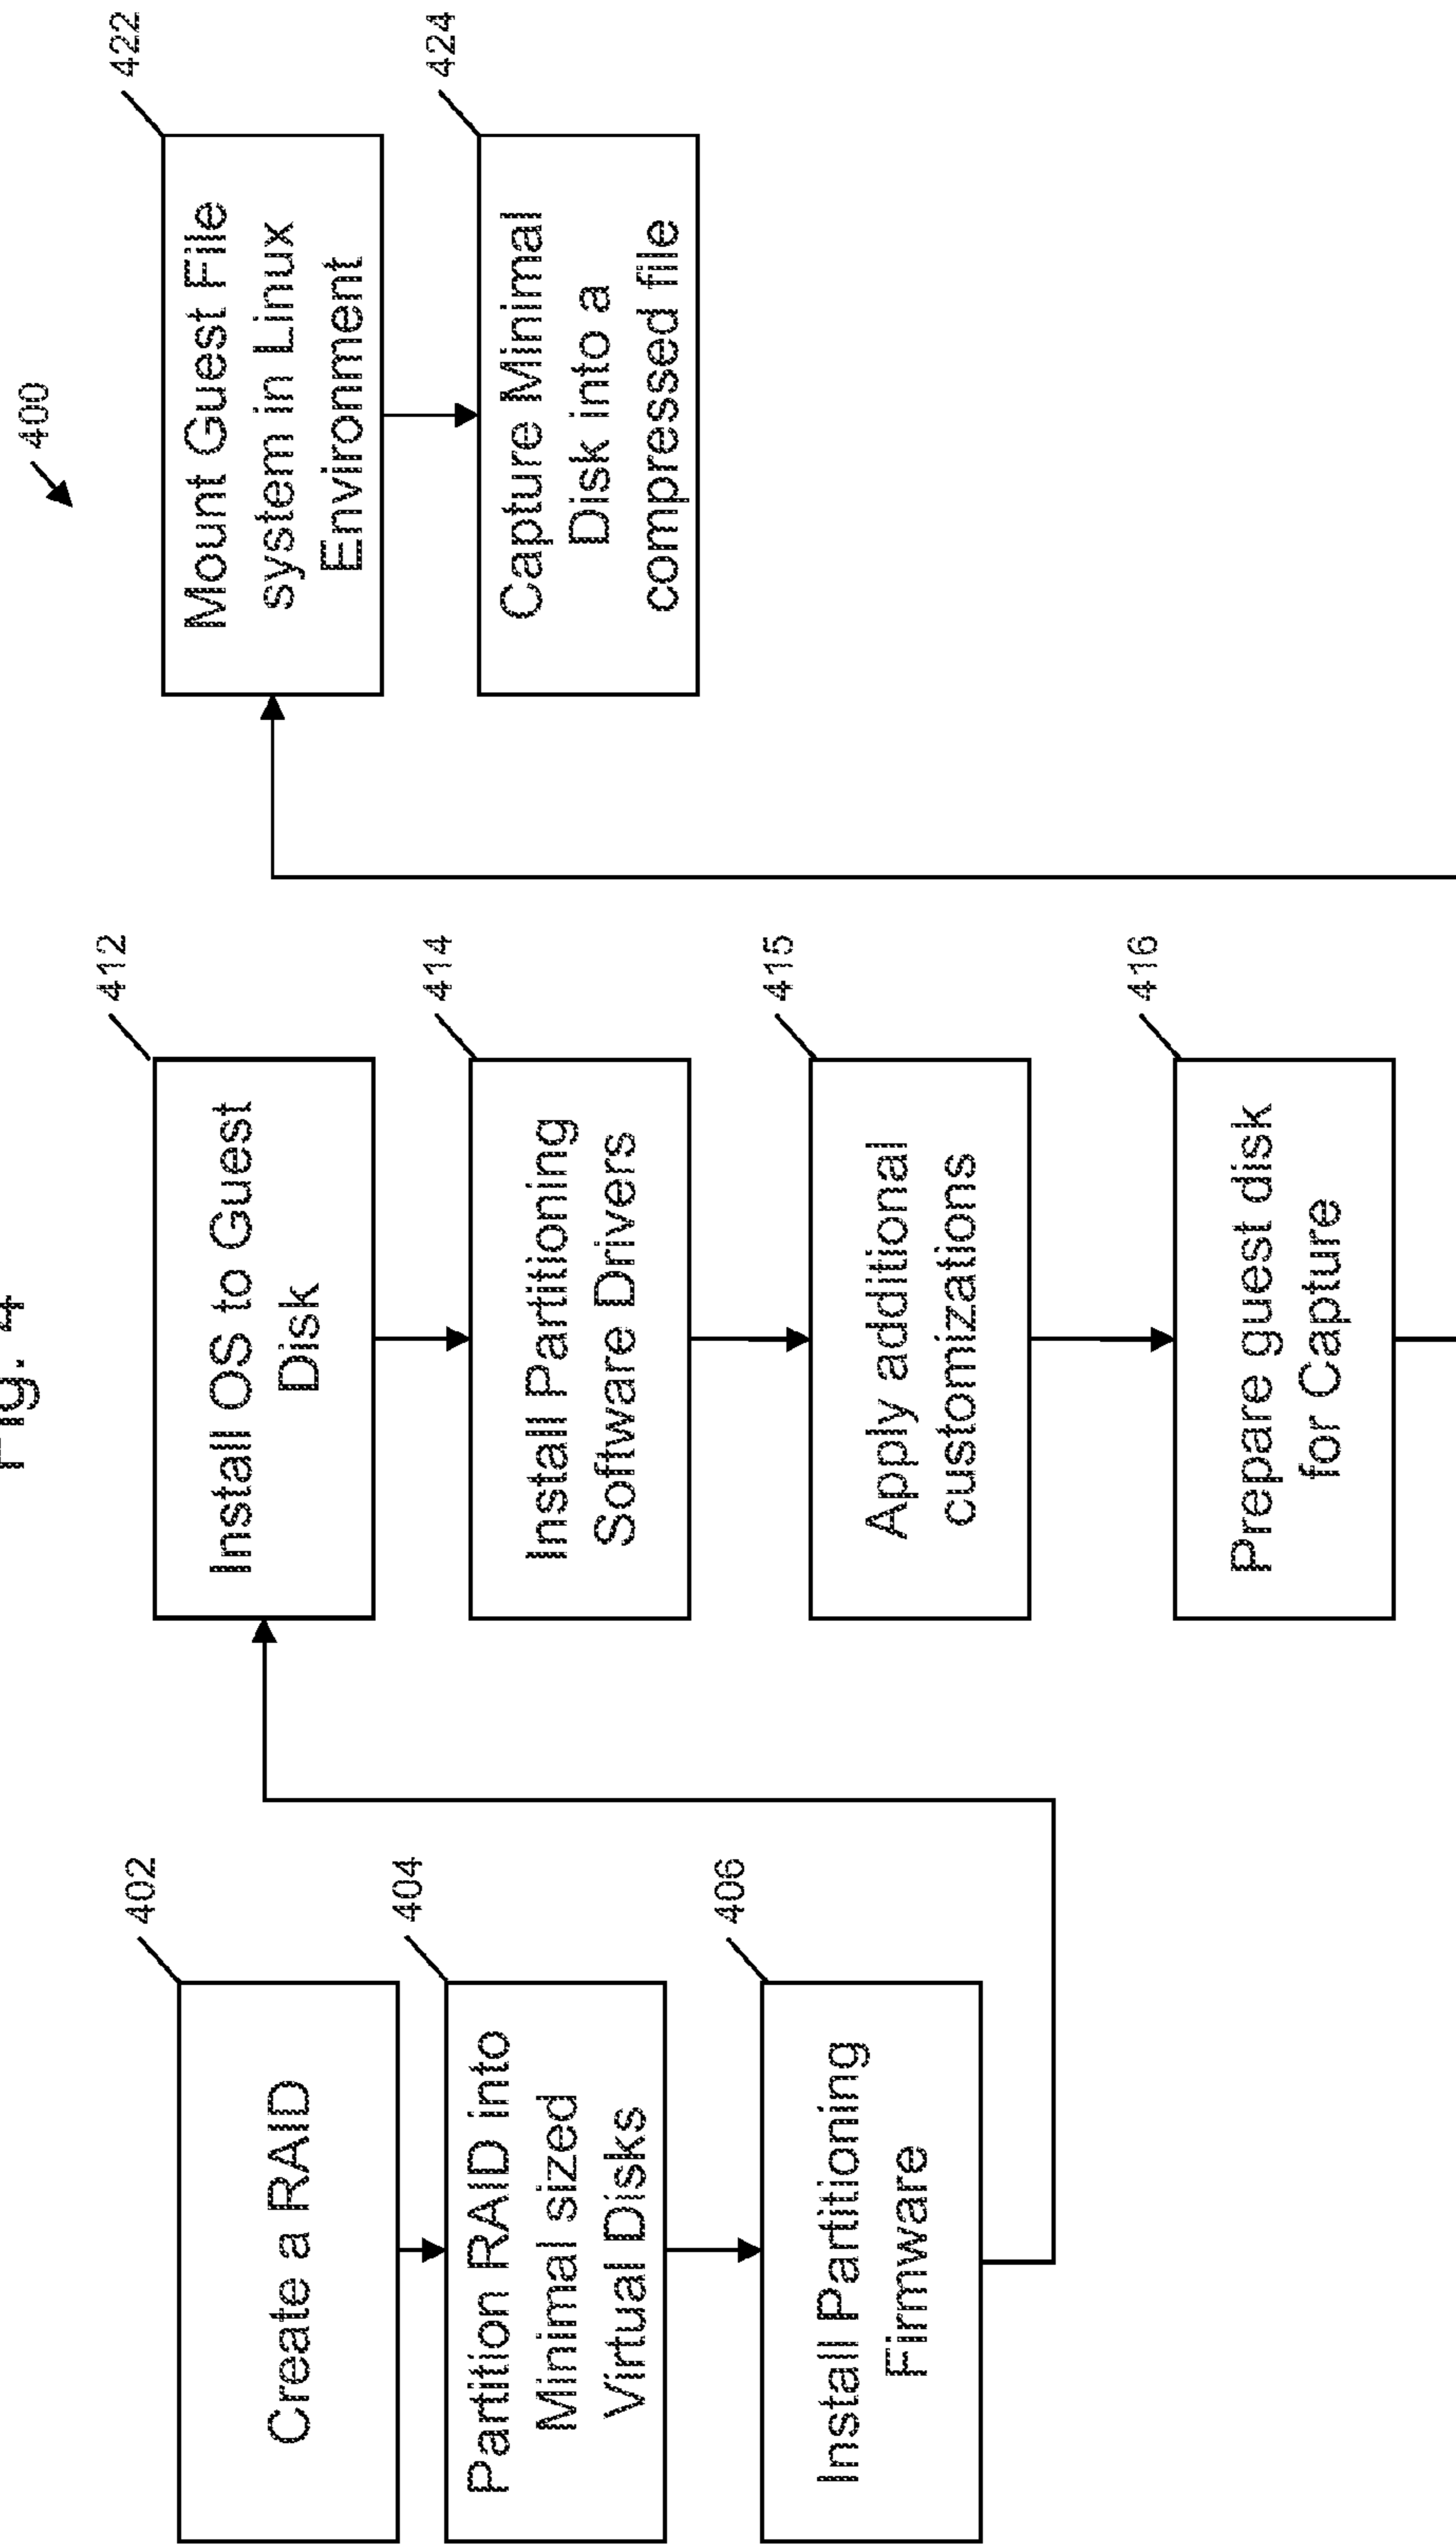 Fig. 4
400
402
Create a RAID
404
Partition RAID into
Minimal sized
Virtual Disks
406
Install Partitioning
Firmware
412
Install OS to Guest
Disk
414
Install Partitioning
Software Drivers
415
Apply additional
customizations
416
Prepare guest disk
for Capture
422
Mount Guest File
system in Linux
Environment
424
Capture Minimal
Disk into a
compressed file